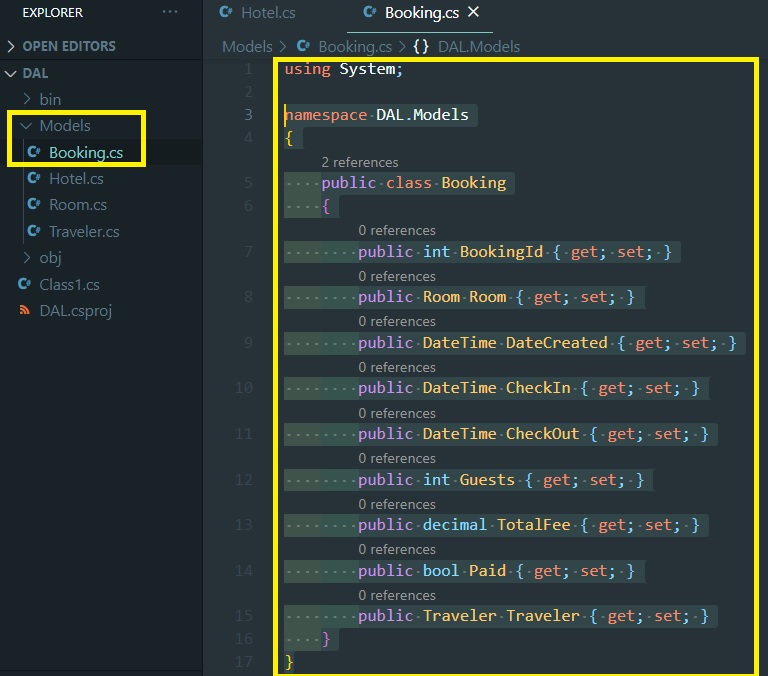 EXPLORER ...
OPEN EDITORS
DAL
bin
Models
Booking.cs
Hotel.cs
Room.cs
Traveler.cs
obj
Class1.cs
DAL.csproj
Hotel.cs Booking.cs ×
Models > Booking.cs > {} DAL.Models
1 using System;
2
3 namespace DAL.Models
4 {
2 references
5 public class Booking
6 {
0 references
7 public int BookingId { get; set; }
0 references
8 public Room Room { get; set; }
0 references
9 public DateTime DateCreated { get; set; }
0 references
10 public DateTime CheckIn { get; set; }
0 references
11 public DateTime CheckOut { get; set; }
0 references
12 public int Guests { get; set; }
0 references
13 public decimal TotalFee { get; set; }
0 references
14 public bool Paid { get; set; }
0 references
15 public Traveler Traveler { get; set; }
16 }
17 }